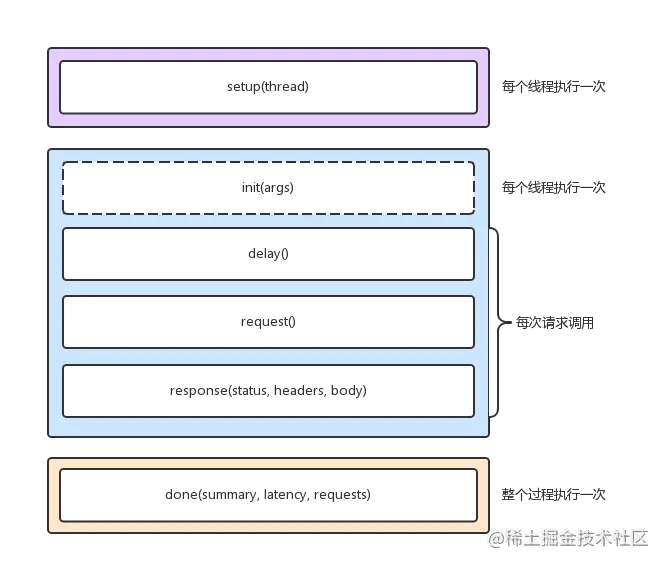 setup(thread) 每个线程执行一次
init(args) 每个线程执行一次
delay()
request() 每次请求调用
response(status, headers, body)
done(summary, latency, requests) 整个过程执行一次
@稀土掘金技术社区